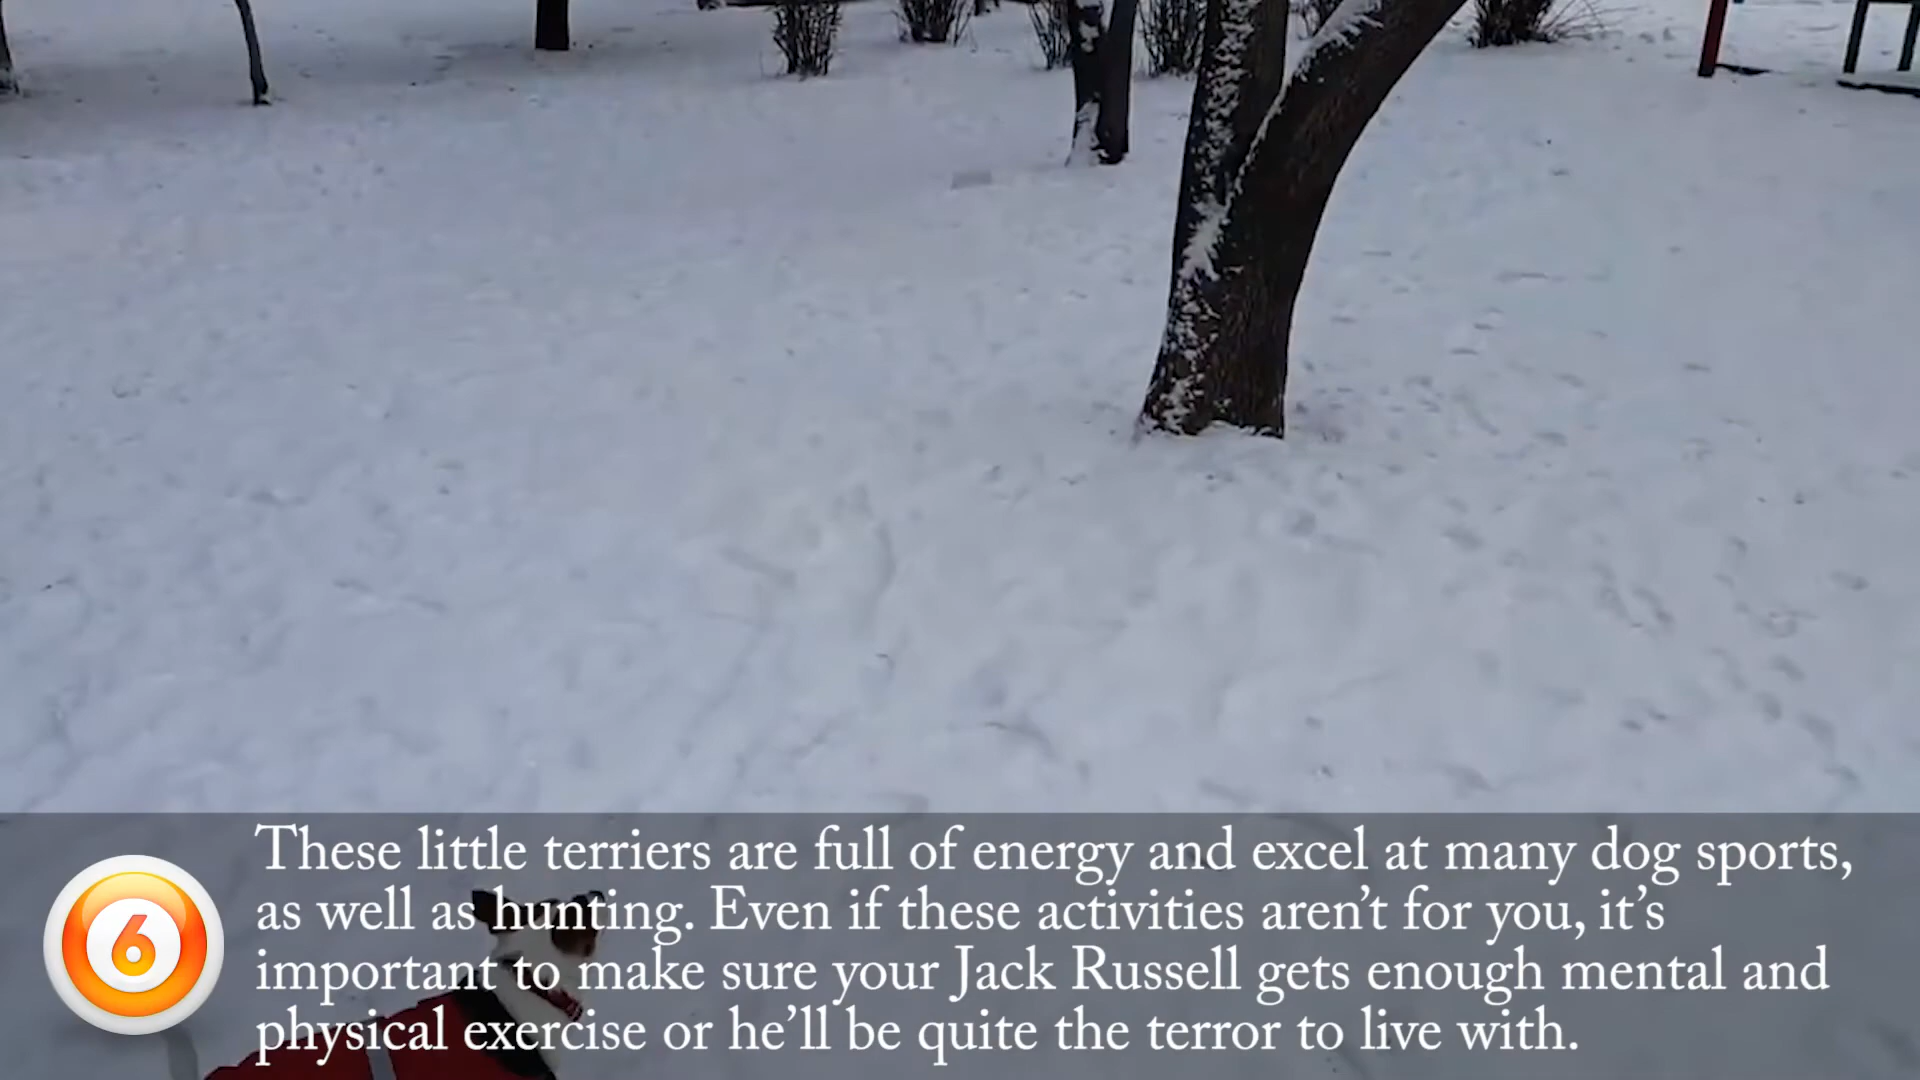 6
These little terriers are full of energy and excel at many dog sports,
as well as hunting. Even if these activities aren’t for you, it’s
important to make sure your Jack Russell gets enough mental and
physical exercise or he’ll be quite the terror to live with.